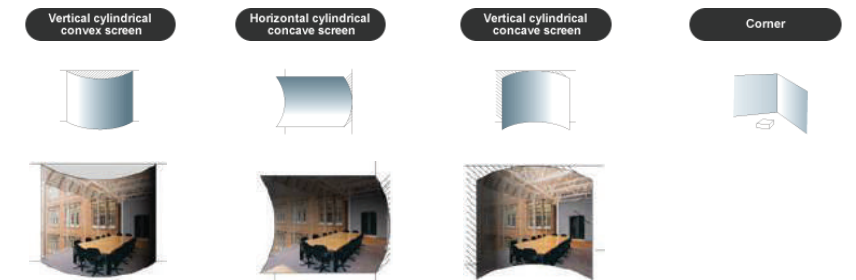 Vertical cylindrical
convex screen
Horizontal cylindrical
concave screen
Vertical cylindrical
concave screen
Corner